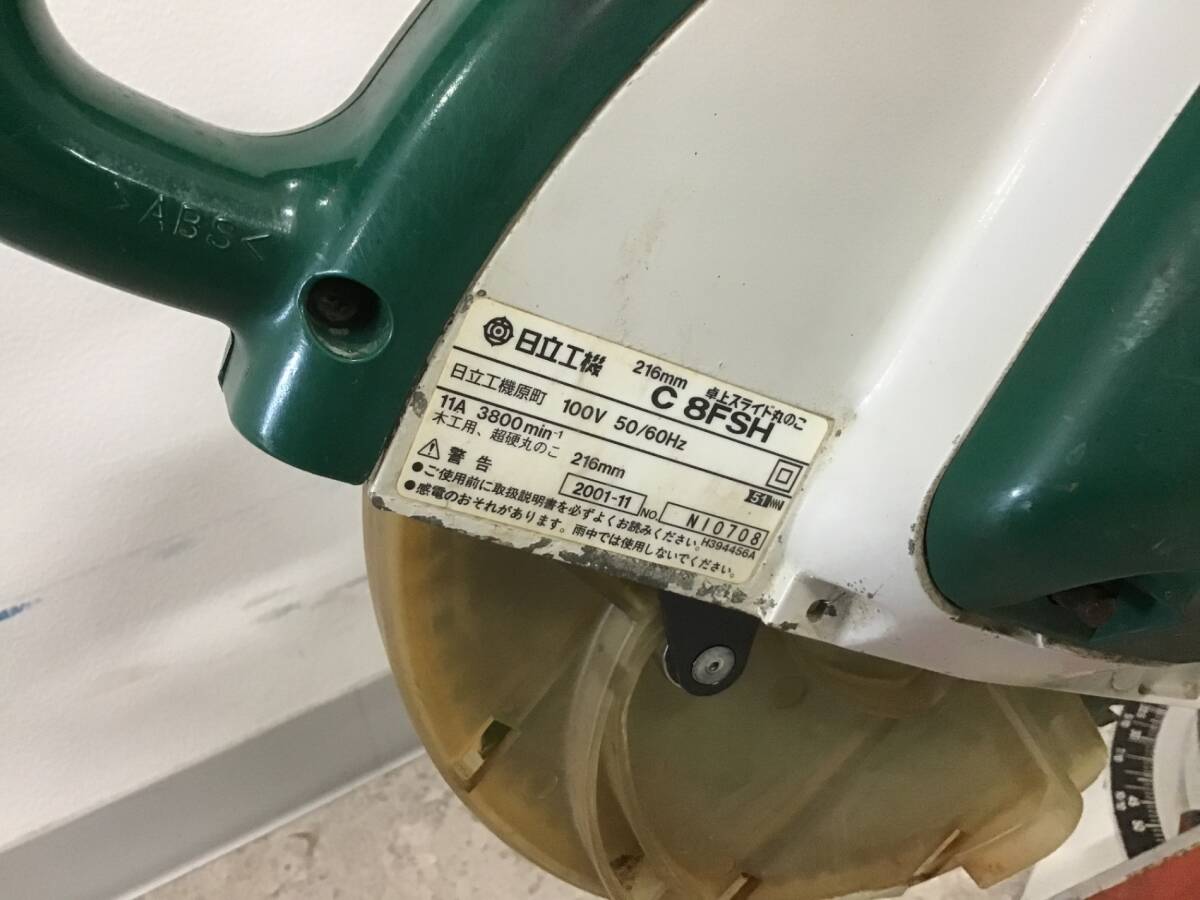 >ABS<
日立工機
216mm 卓上スライド丸のこ
C 8FSH
日立工機原町 100V 50/60Hz
11A 3800min⁻¹
木工用、超硬丸のこ 216mm
警告 2001-11 NO. N10708
51
●ご使用前に取扱説明書を必ずよくお読みください。H394456A
●感電のおそれがあります。雨中では使用しないでください。